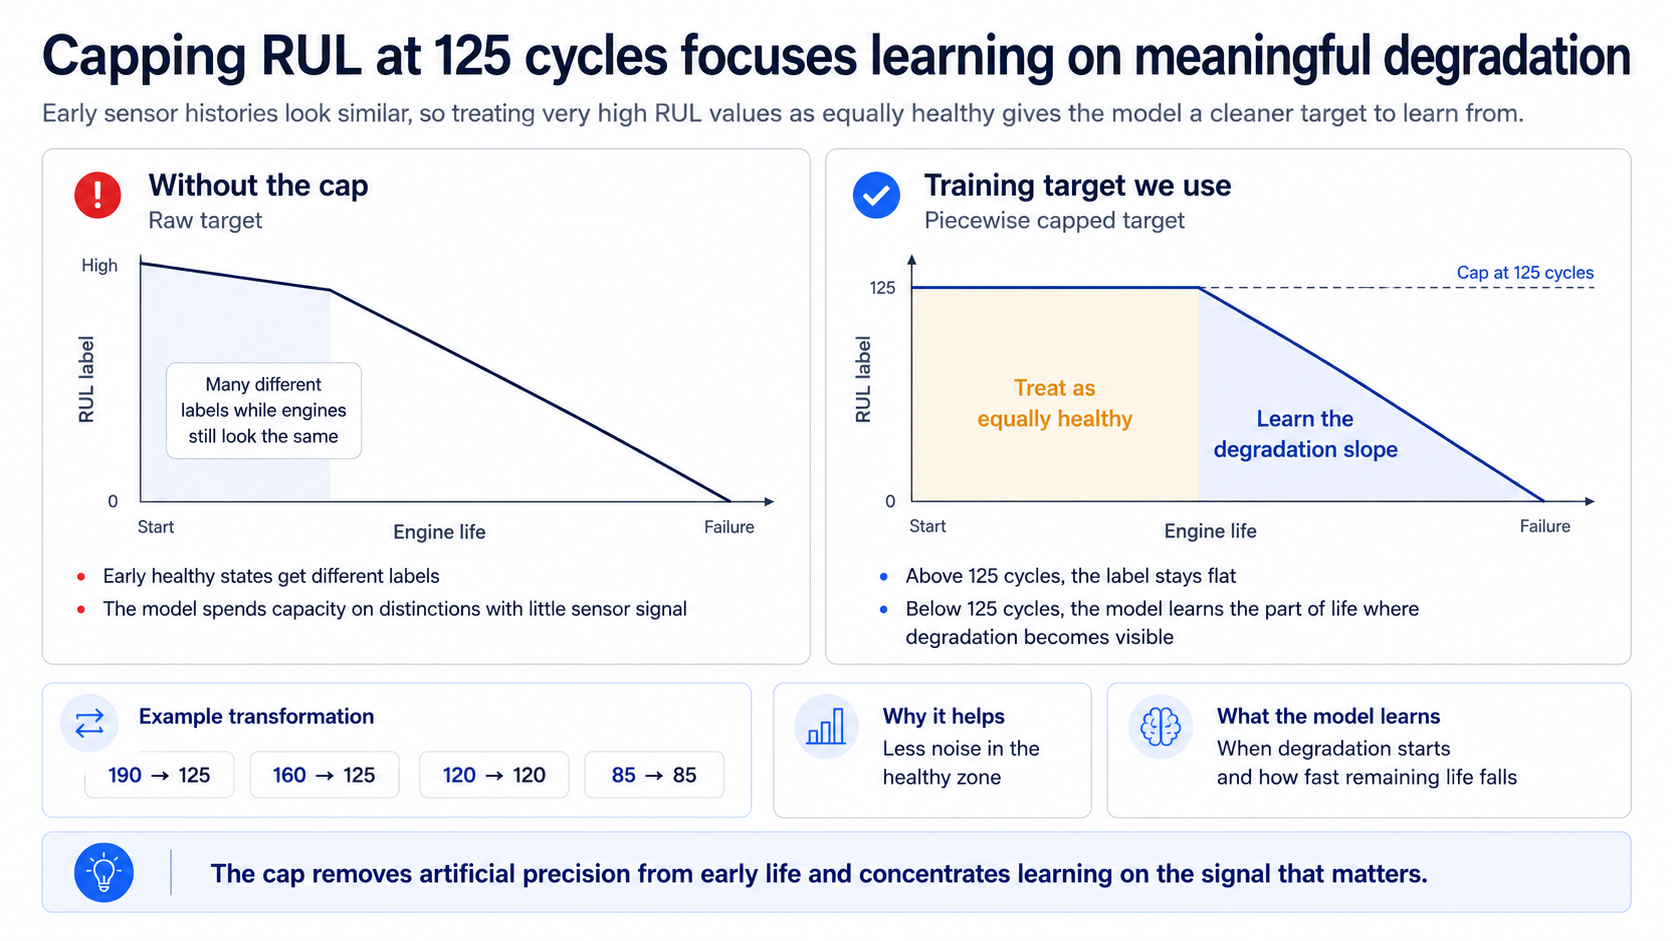 Capping RUL at 125 cycles focuses learning on meaningful degradation
Early sensor histories look similar, so treating very high RUL values as equally healthy gives the model a cleaner target to learn from.
Without the cap
Raw target
High
RUL label
Many different
labels while engines
still look the same
0
Start
Engine life
Failure
• Early healthy states get different labels
• The model spends capacity on distinctions with little sensor signal
Training target we use
Piecewise capped target
Cap at 125 cycles
125
RUL label
Treat as
equally healthy
Learn the
degradation slope
0
Start
Engine life
Failure
• Above 125 cycles, the label stays flat
• Below 125 cycles, the model learns the part of life where
degradation becomes visible
Example transformation
190 → 125
160 → 125
120 → 120
85 → 85
Why it helps
Less noise in the
healthy zone
What the model learns
When degradation starts
and how fast remaining life falls
The cap removes artificial precision from early life and concentrates learning on the signal that matters.